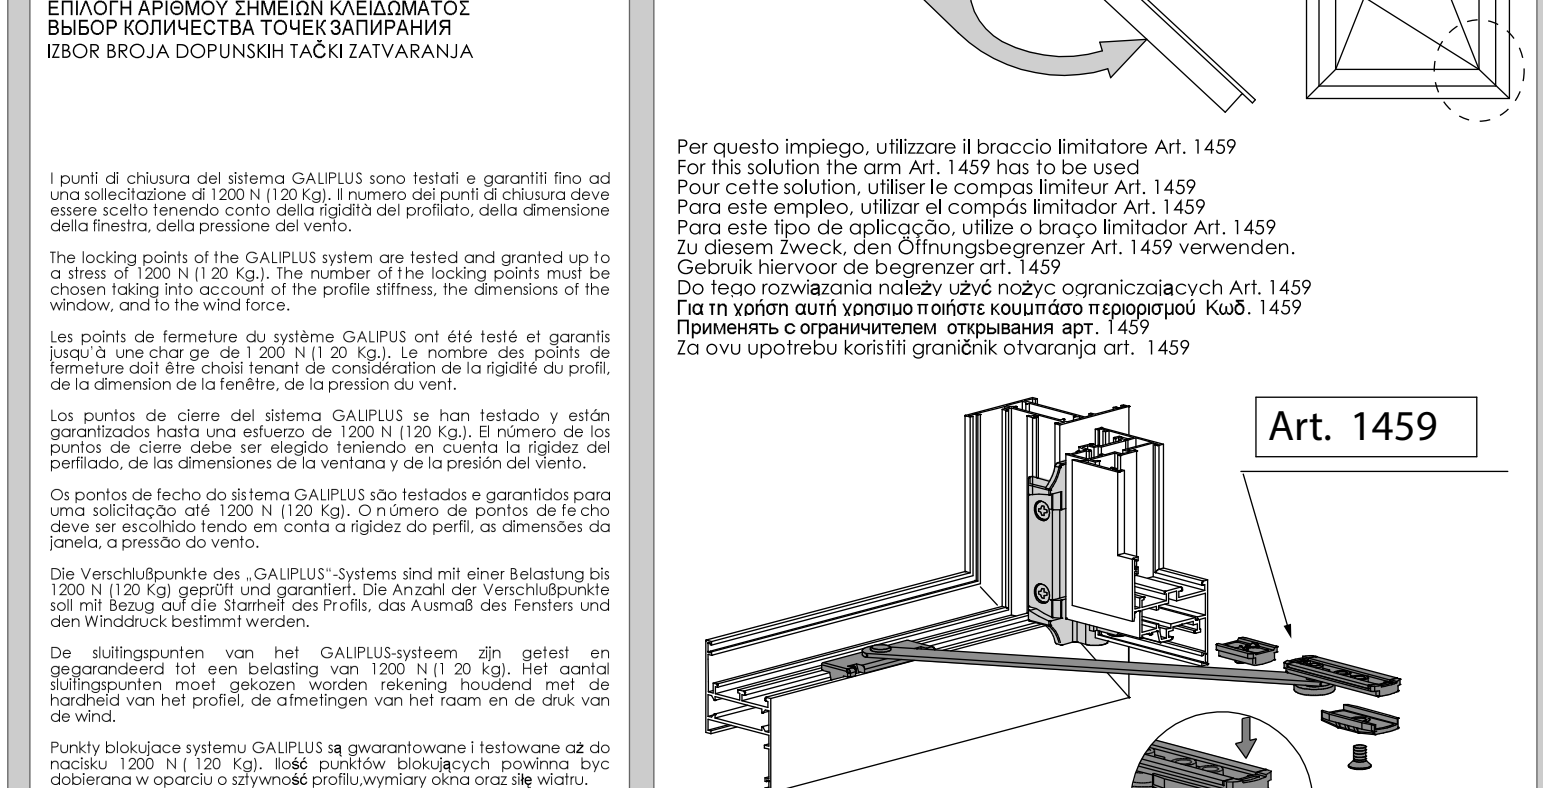 ΕΠΙΛΟΓΗ ΑΡΙΘΜΟΥ ΣΗΜΕΙΩΝ ΚΛΕΙΔΩΜΑΤΟΣ
ВЫБОР КОЛИЧЕСТВА ТОЧЕК ЗАПИРАНИЯ
IZBOR BROJA DOPUNSKIH TAČKI ZATVARANJA
I punti di chiusura del sistema GALIPLUS sono testati e garantiti fino ad
una sollecitazione di 1200 N (120 Kg). Il numero dei punti di chiusura deve
essere scelto tenendo conto della rigidità del profilato, della dimensione
della finestra, della pressione del vento.
The locking points of the GALIPLUS system are tested and granted up to
a stress of 1200 N (1 20 Kg.). The number of the locking points must be
chosen taking into account of the profile stiffness, the dimensions of the
window, and to the wind force.
Les points de fermeture du système GALIPUS ont été testé et garantis
jusqu'à une char ge de 1 200 N (1 20 Kg.). Le nombre des points de
fermeture doit être choisi tenant de considération de la rigidité du profil,
de la dimension de la fenêtre, de la pression du vent.
Los puntos de cierre del sistema GALIPLUS se han testado y están
garantizados hasta una esfuerzo de 1200 N (120 Kg.). El número de los
puntos de cierre debe ser elegido teniendo en cuenta la rigidez del
perfilado, de las dimensiones de la ventana y de la presión del viento.
Os pontos de fecho do sistema GALIPLUS são testados e garantidos para
uma solicitação até 1200 N (120 Kg). O n úmero de pontos de fe cho
deve ser escolhido tendo em conta a rigidez do perfil, as dimensões da
janela, a pressão do vento.
Die Verschlußpunkte des „GALIPLUS“-Systems sind mit einer Belastung bis
1200 N (120 Kg) geprüft und garantiert. Die Anzahl der Verschlußpunkte
soll mit Bezug auf die Starrheit des Profils, das Ausmaß des Fensters und
den Winddruck bestimmt werden.
De sluitingspunten van het GALIPLUS-systeem zijn getest en
gegarandeerd tot een belasting van 1200 N (1 20 kg). Het aantal
sluitingspunten moet gekozen worden rekening houdend met de
hardheid van het profiel, de afmetingen van het raam en de druk van
de wind.
Punkty blokujace systemu GALIPLUS są gwarantowane i testowane aż do
nacisku 1200 N ( 120 Kg). Ilość punktów blokujących powinna byc
dobierana w oparciu o sztywność profilu,wymiary okna oraz siłę wiatru.
Per questo impiego, utilizzare il braccio limitatore Art. 1459
For this solution the arm Art. 1459 has to be used
Pour cette solution, utiliser le compas limiteur Art. 1459
Para este empleo, utilizar el compás limitador Art. 1459
Para este tipo de aplicação, utilize o braço limitador Art. 1459
Zu diesem Zweck, den Öffnungsbegrenzer Art. 1459 verwenden.
Gebruik hiervoor de begrenzer art. 1459
Do tego rozwiązania należy użyć nożyc ograniczających Art. 1459
Για τη χρήση αυτή χρησιμο ποιήστε κουμπάσο περιορισμού Κωδ. 1459
Применять с ограничителем открывания арт. 1459
Za ovu upotrebu koristiti graničnik otvaranja art. 1459
Art. 1459